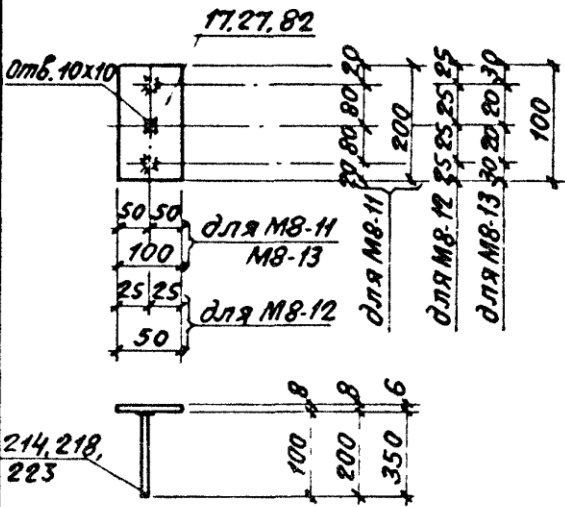 17,27,82
Отв.10х10
20 80 80 20
200
25 25 25 25
30 20 20 30
100
для М8-11
для М8-12
для М8-13
50 50
100
для М8-11
М8-13
25 25
50
для М8-12
8 8 6
100 200 350
214,218,
223